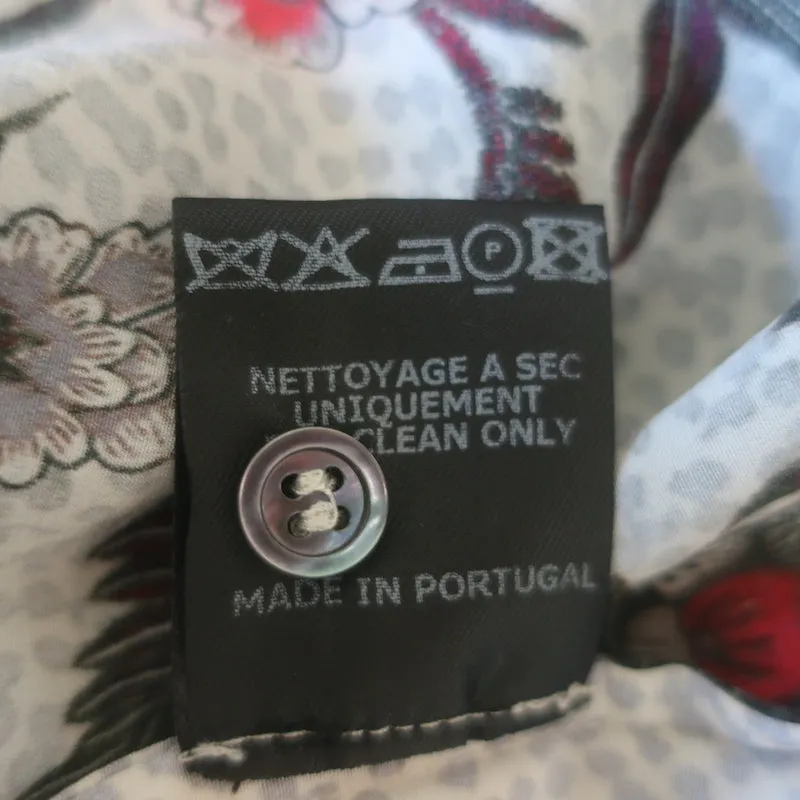 P
NETTOYAGE A SEC
UNIQUEMENT
CLEAN ONLY
MADE IN PORTUGAL